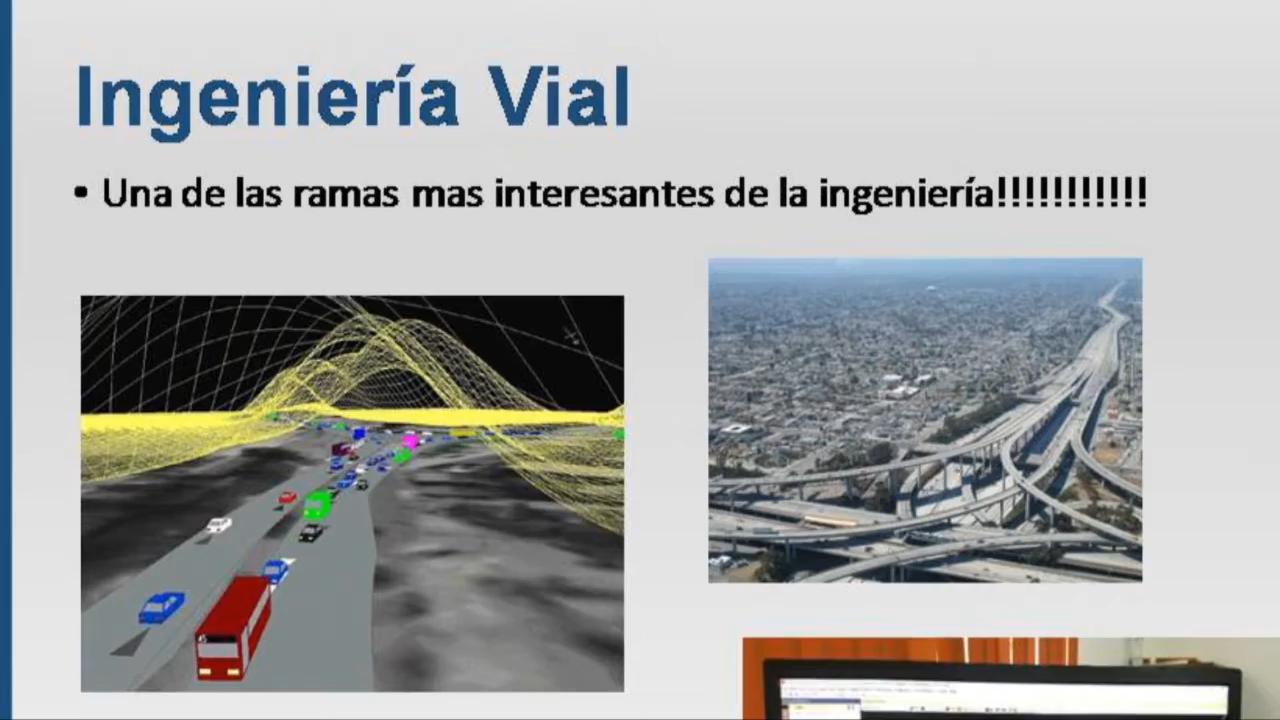 Ingeniería Vial
• Una de las ramas mas interesantes de la ingeniería!!!!!!!!!!!